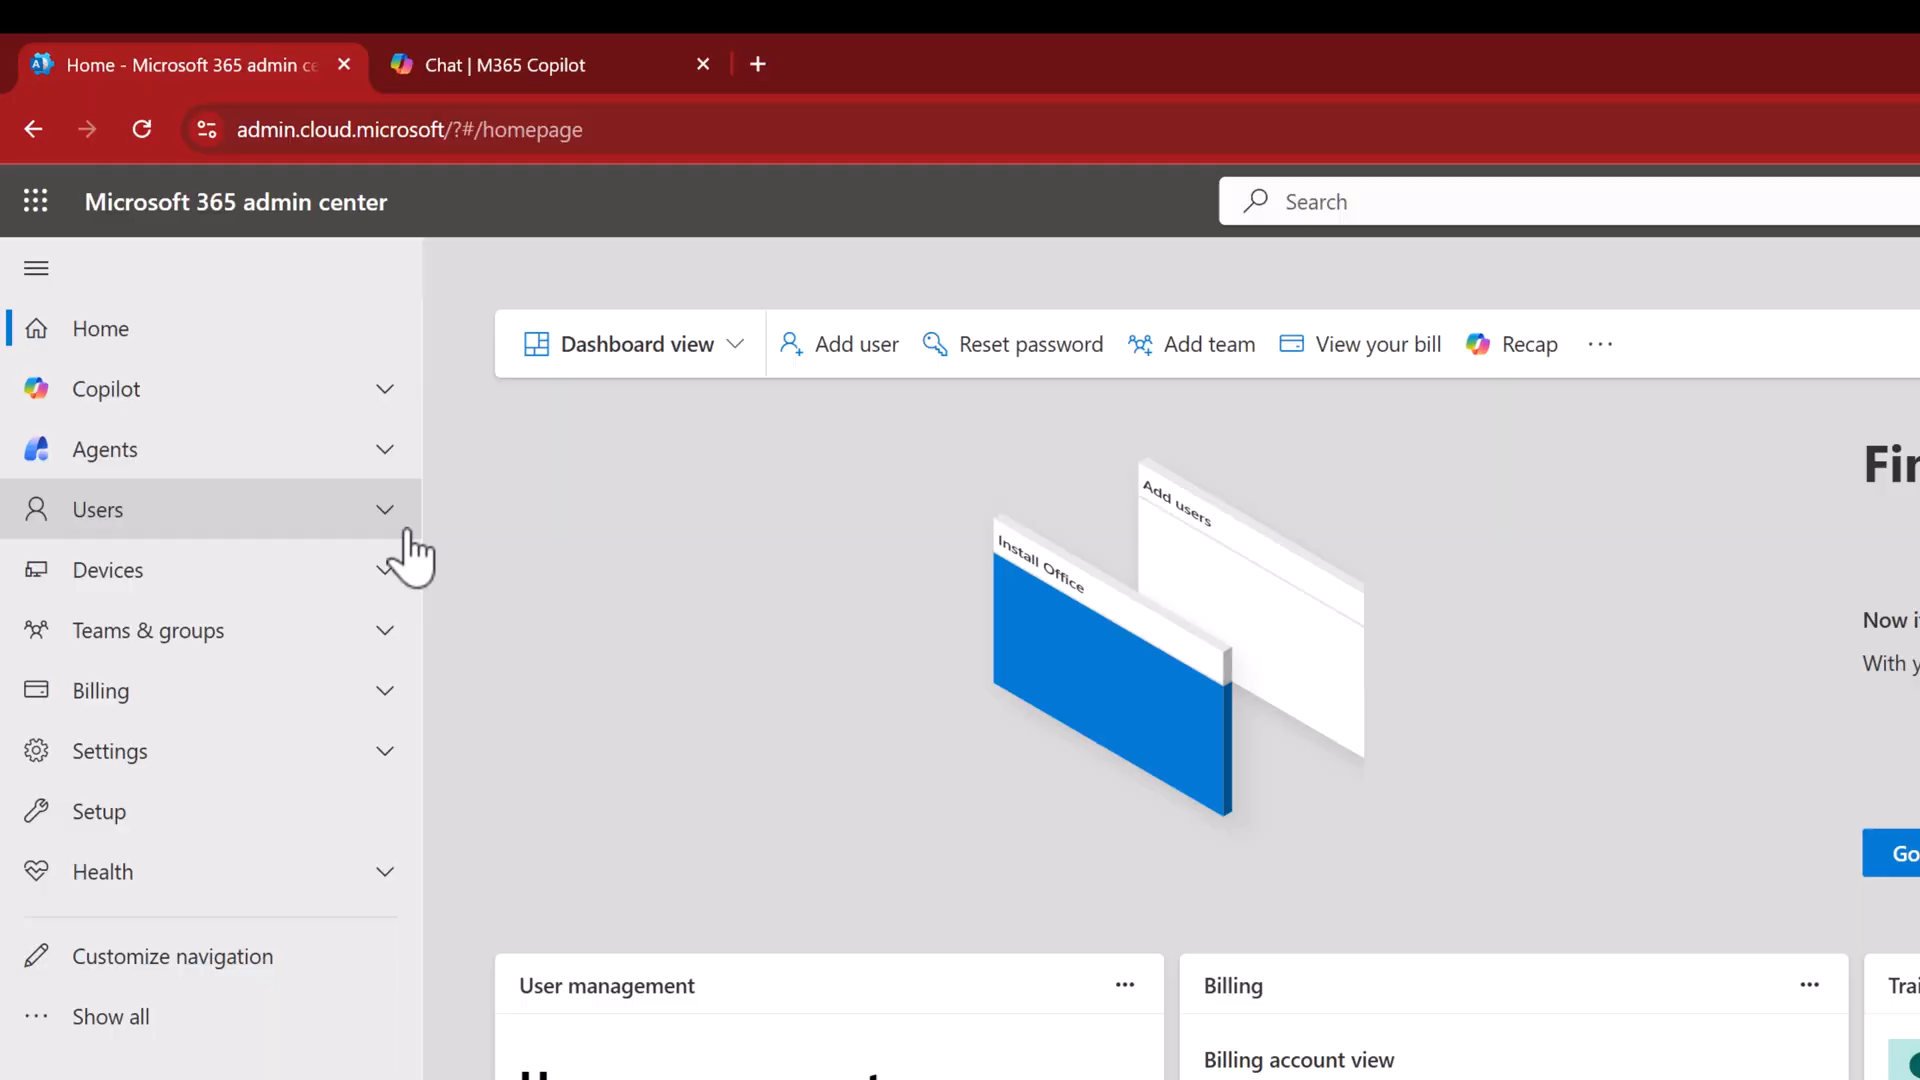 Home - Microsoft 365 admin ce
Chat | M365 Copilot
admin.cloud.microsoft/?#/homepage
Microsoft 365 admin center
Search
Home
Copilot
Agents
Users
Devices
Teams & groups
Billing
Settings
Setup
Health
Customize navigation
Show all
Dashboard view
Add user
Reset password
Add team
View your bill
Recap
Add users
Install Office
Fin
Now i
With y
Go
User management
Billing
Billing account view
Trai